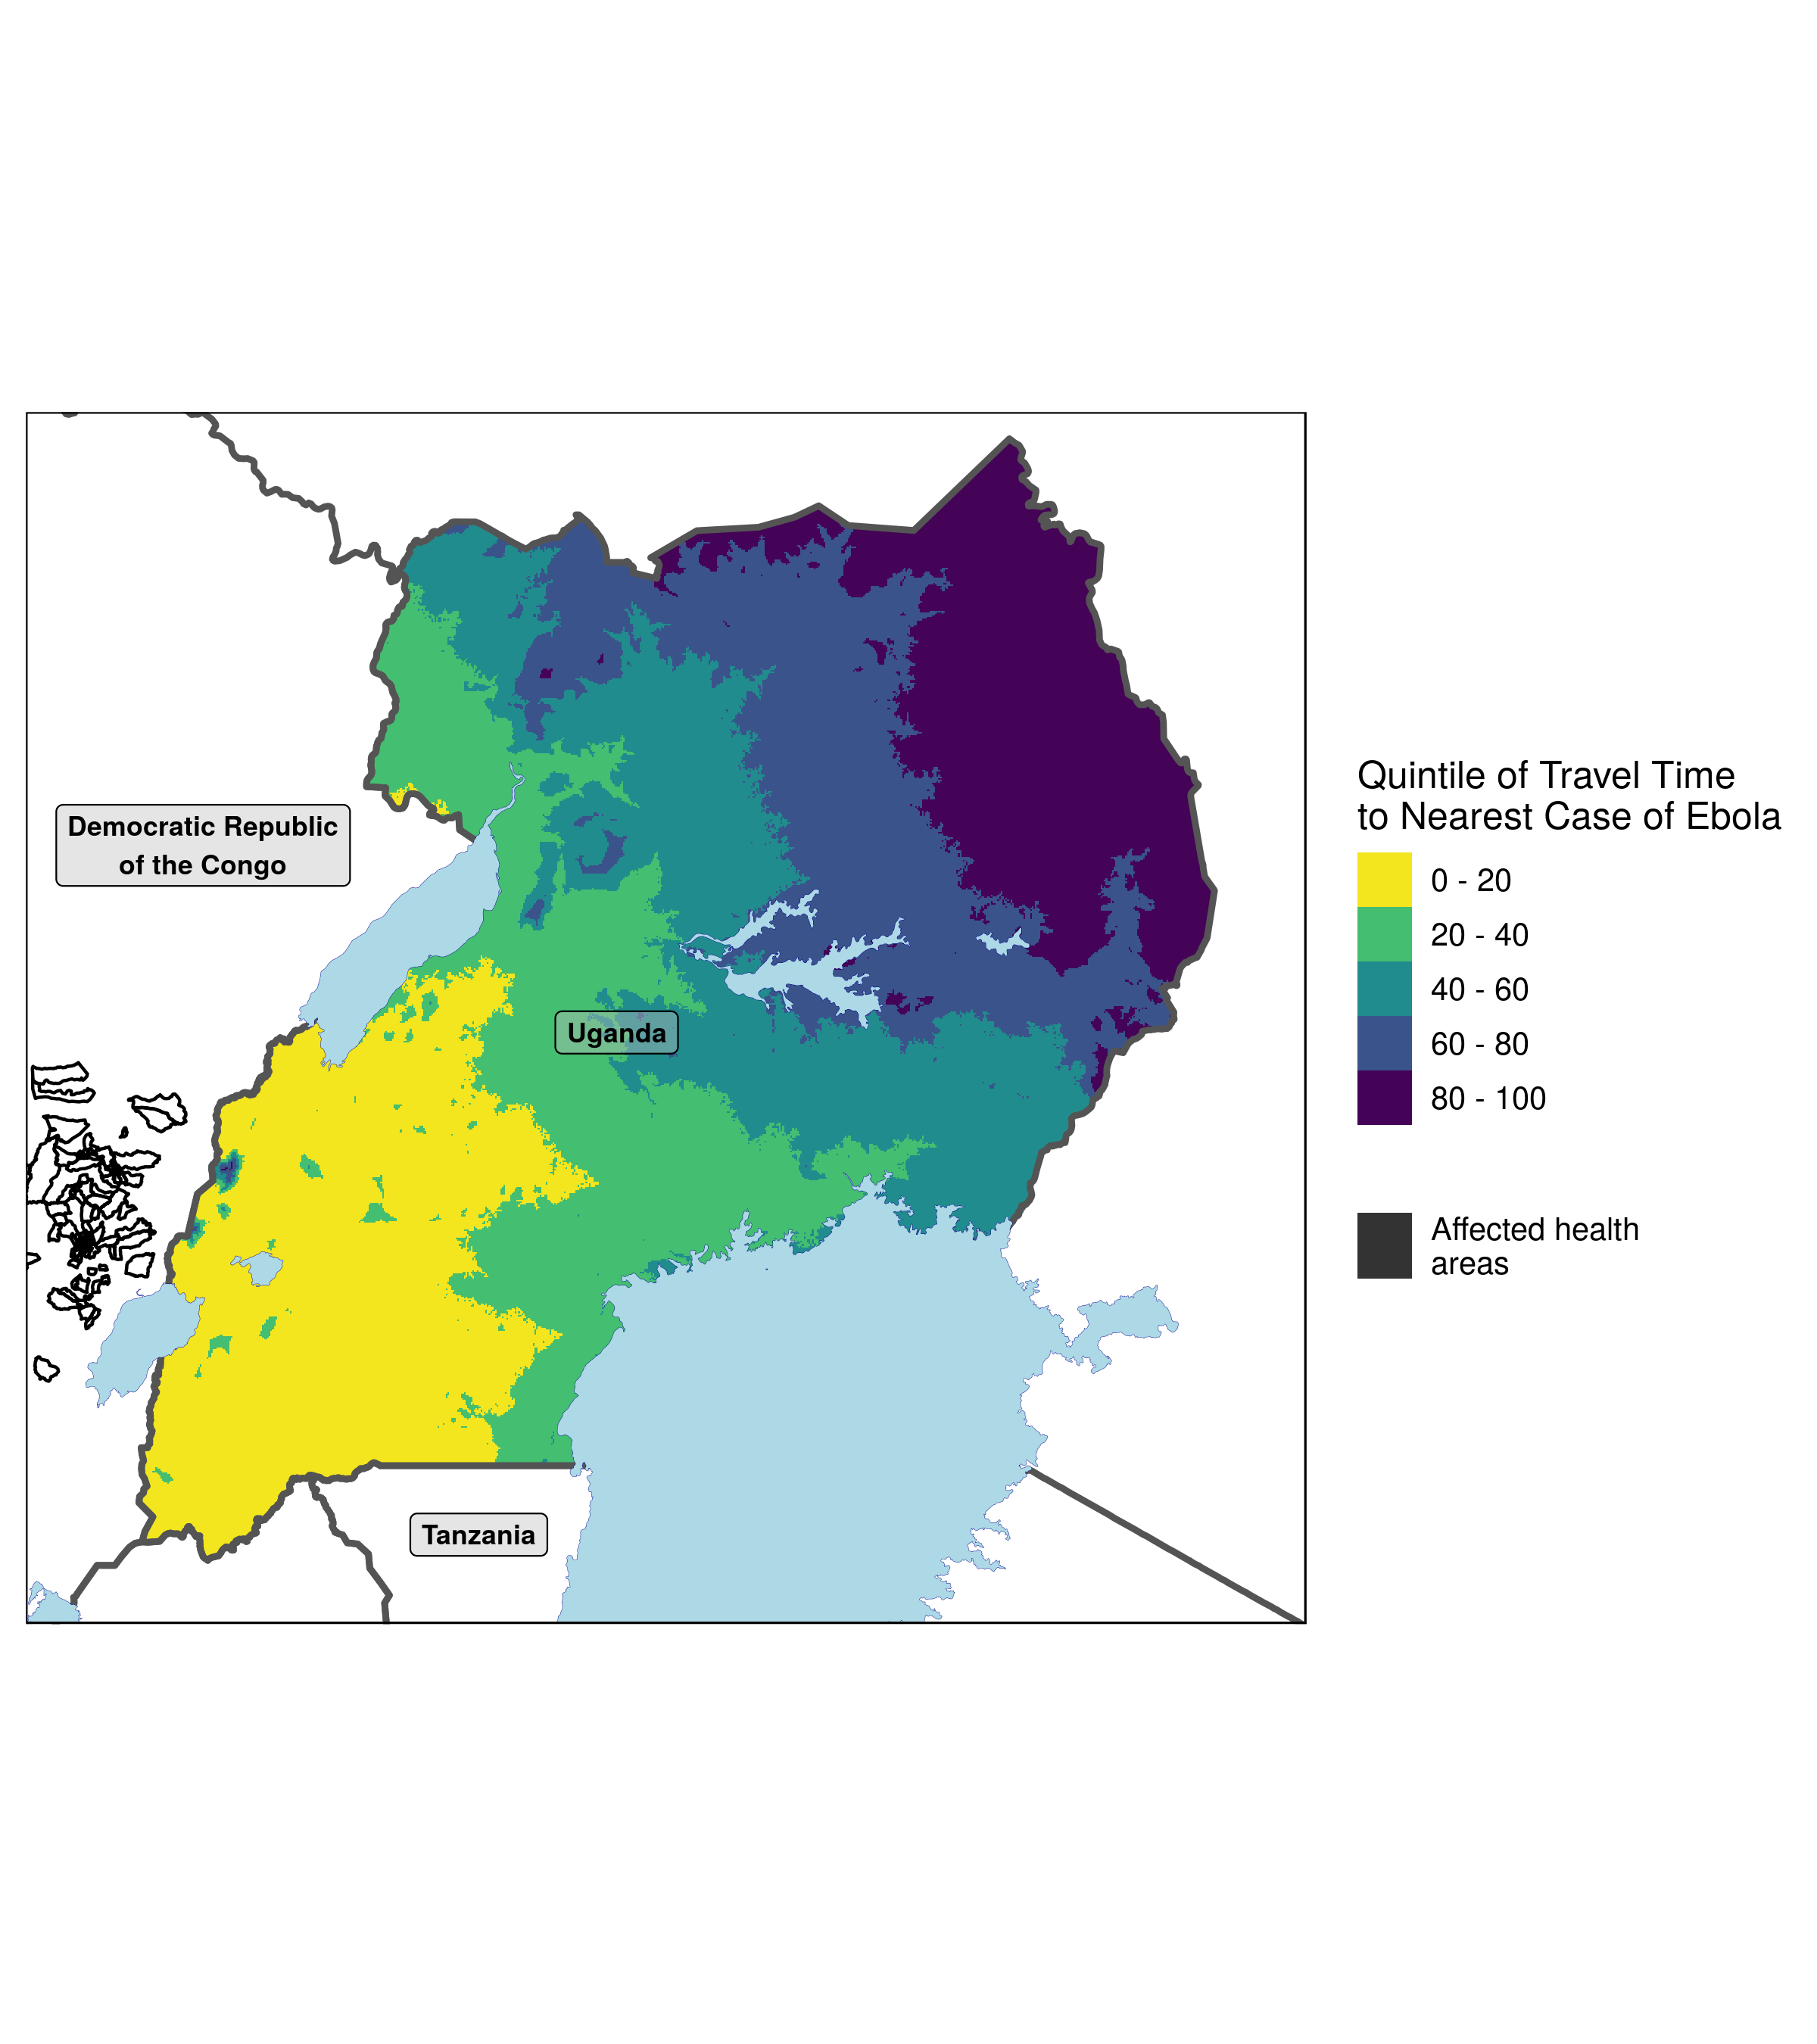 Democratic Republic
of the Congo
Uganda
Tanzania
Quintile of Travel Time
to Nearest Case of Ebola
0 - 20
20 - 40
40 - 60
60 - 80
80 - 100
Affected health
areas